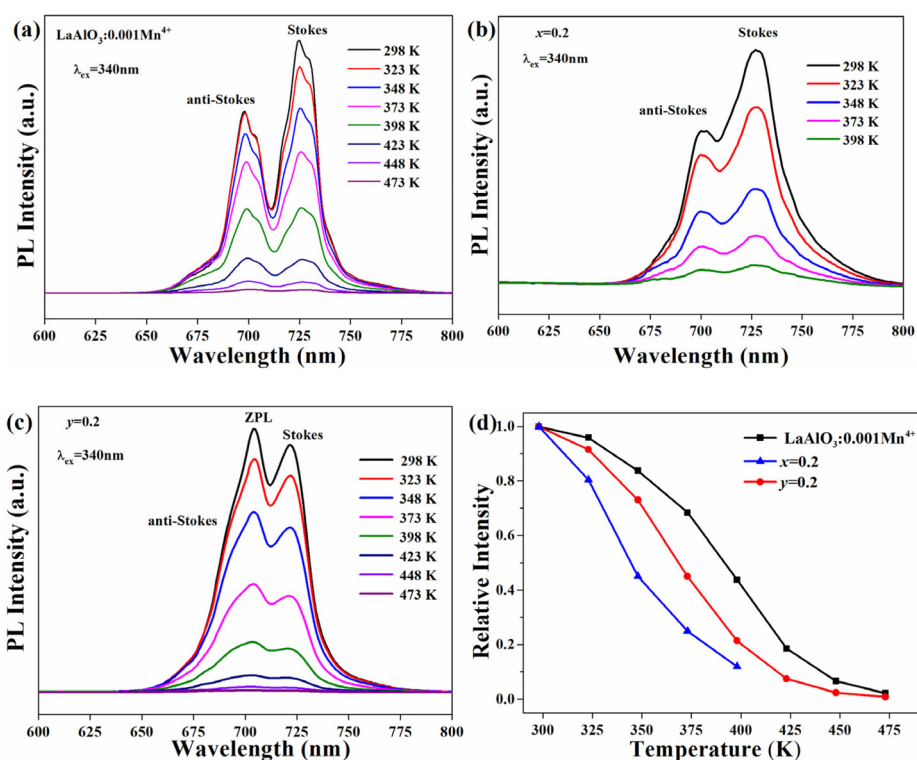 (a)
LaAlO₃:0.001Mn⁴⁺
λₑₓ=340nm
anti-Stokes
Stokes
298 K
323 K
348 K
373 K
398 K
423 K
448 K
473 K
PL Intensity (a.u.)
600 625 650 675 700 725 750 775 800
Wavelength (nm)
(b)
x=0.2
λₑₓ=340nm
anti-Stokes
Stokes
298 K
323 K
348 K
373 K
398 K
PL Intensity (a.u.)
600 625 650 675 700 725 750 775 800
Wavelength (nm)
(c)
y=0.2
λₑₓ=340nm
anti-Stokes
ZPL
Stokes
298 K
323 K
348 K
373 K
398 K
423 K
448 K
473 K
PL Intensity (a.u.)
600 625 650 675 700 725 750 775 800
Wavelength (nm)
(d)
LaAlO₃:0.001Mn⁴⁺
x=0.2
y=0.2
Relative Intensity
1.0
0.8
0.6
0.4
0.2
0.0
300 325 350 375 400 425 450 475
Temperature (K)